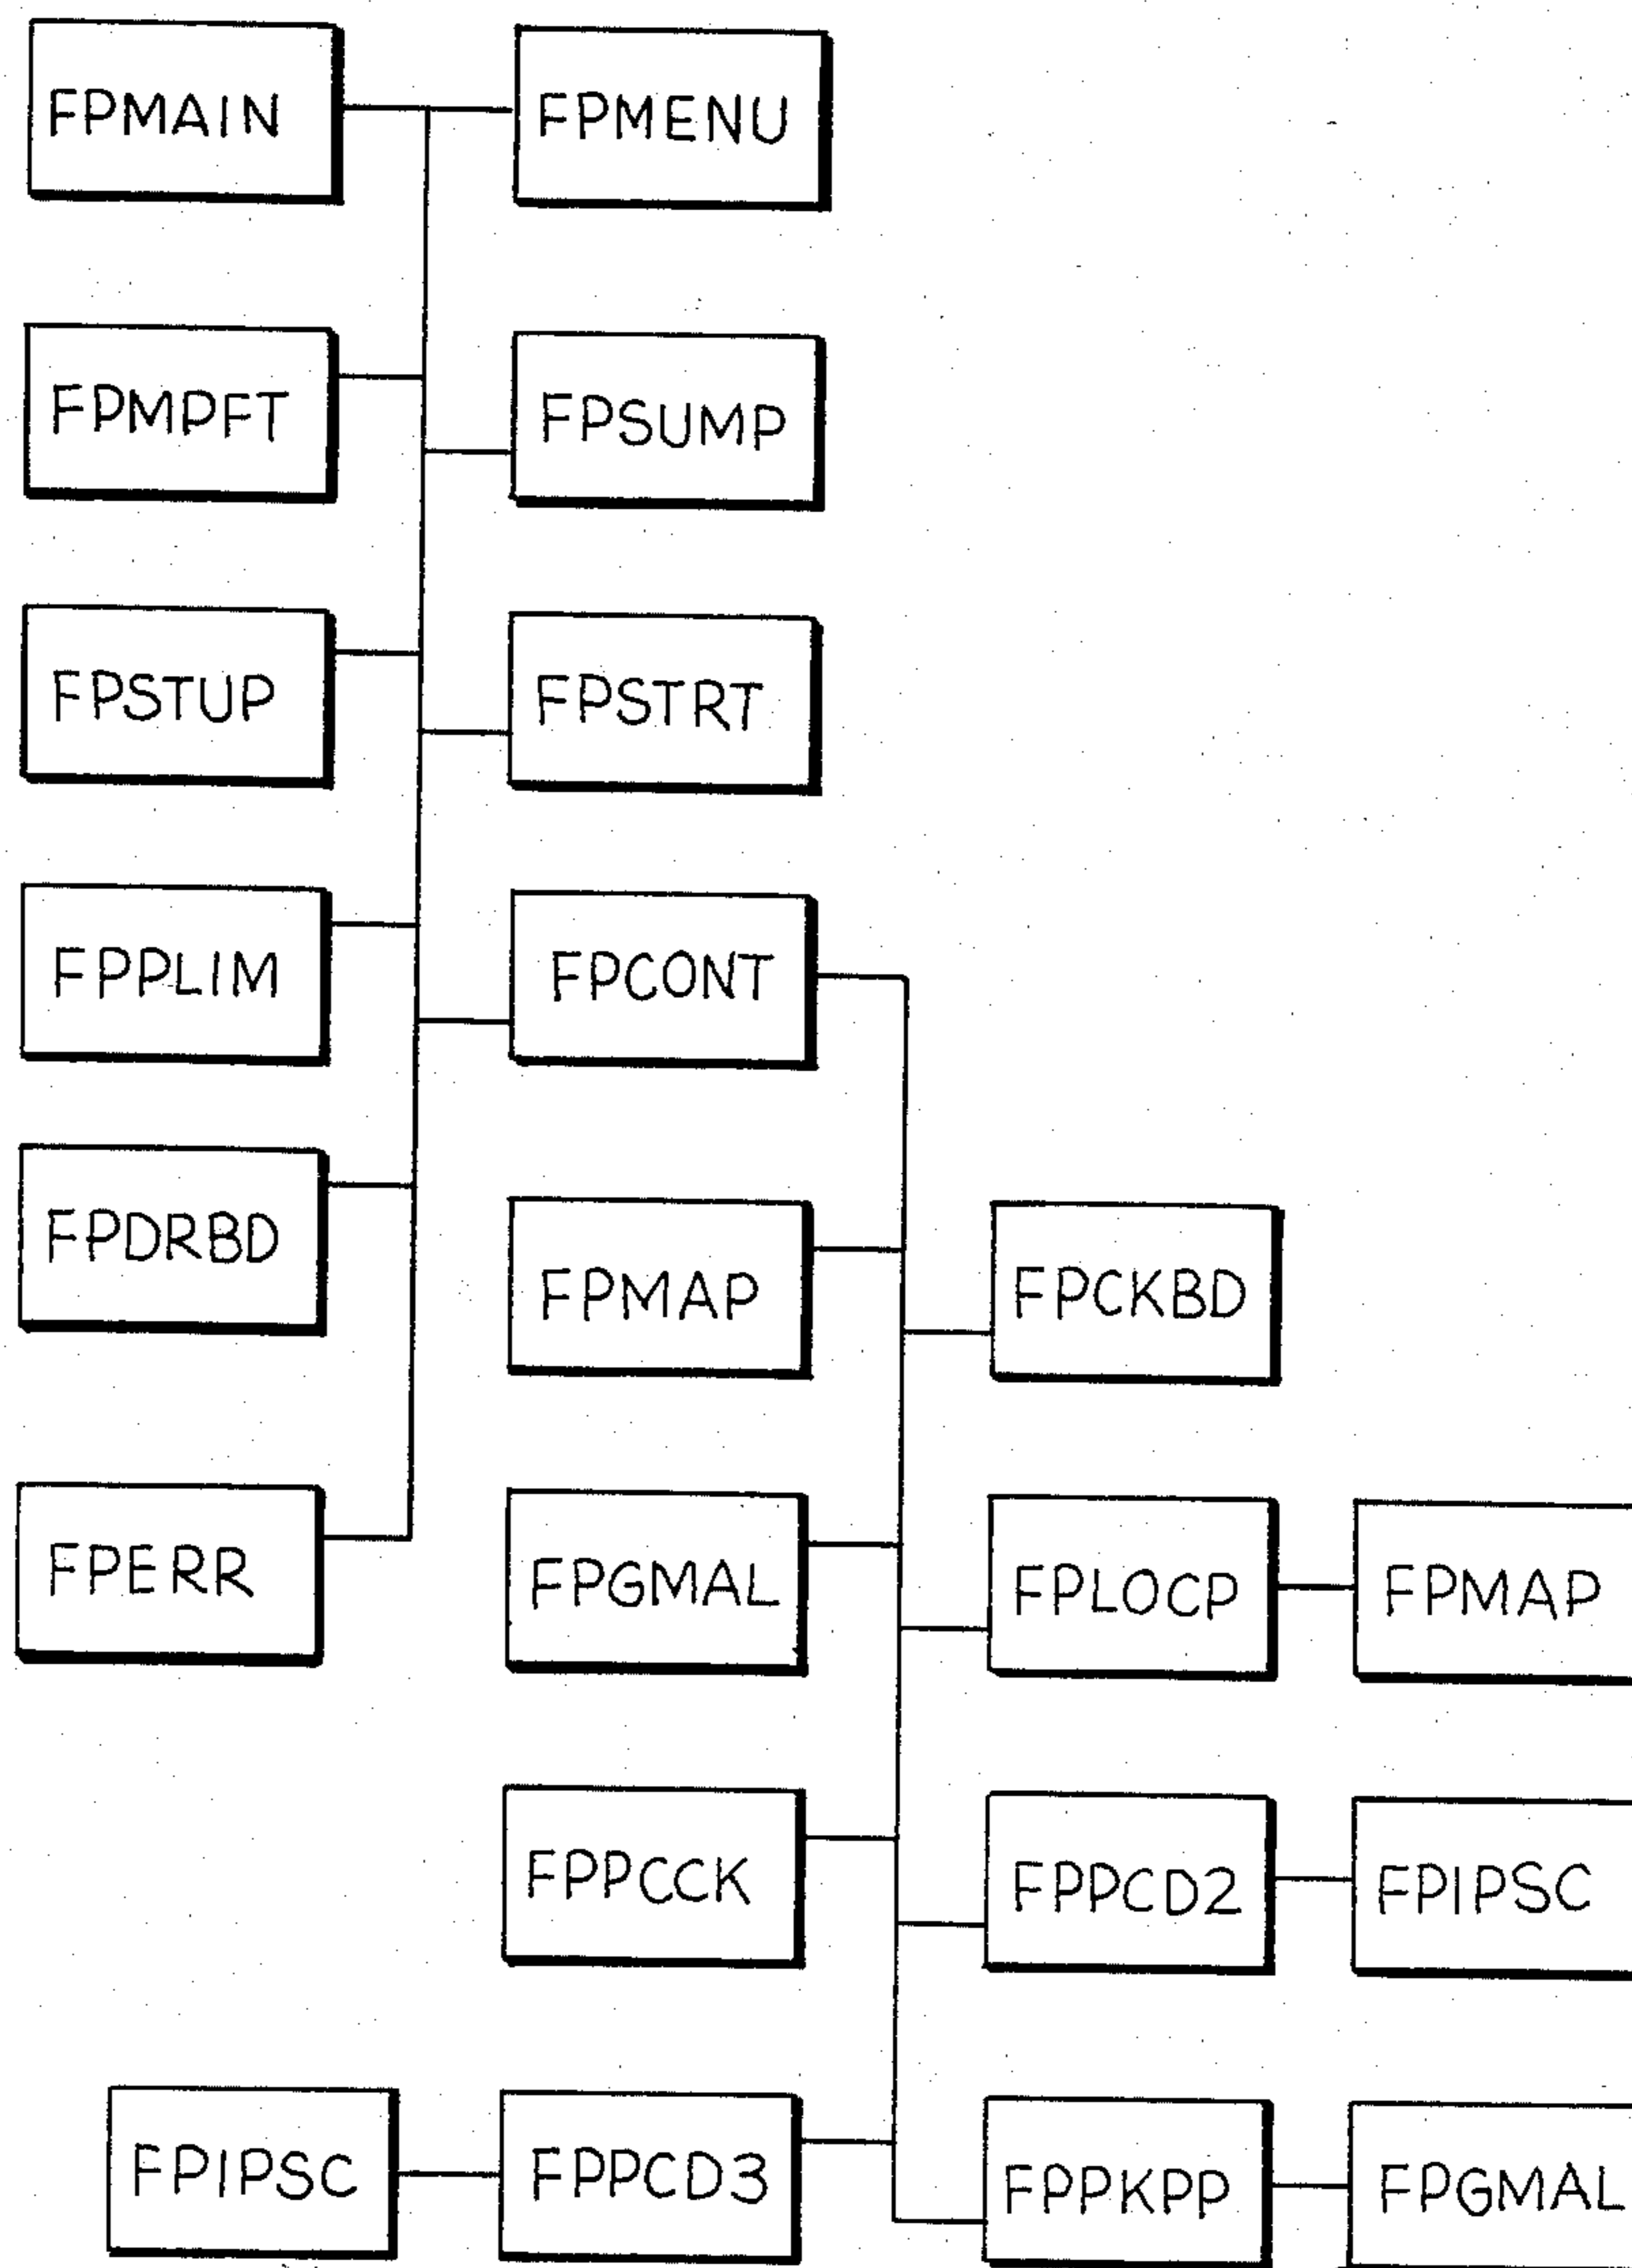 FPMAIN
FPMENU
FPMPFT
FPSUMP
FPSTUP
FPSTRT
FPPLIM
FPCONT
FPDRBD
FPMAP
FPCKBD
FPERR
FPGMAL
FPLOCP
FPMAP
FPPCCK
FPPCD2
FPIPSC
FPIPSC
FPPCD3
FPPKPP
FPGMAL